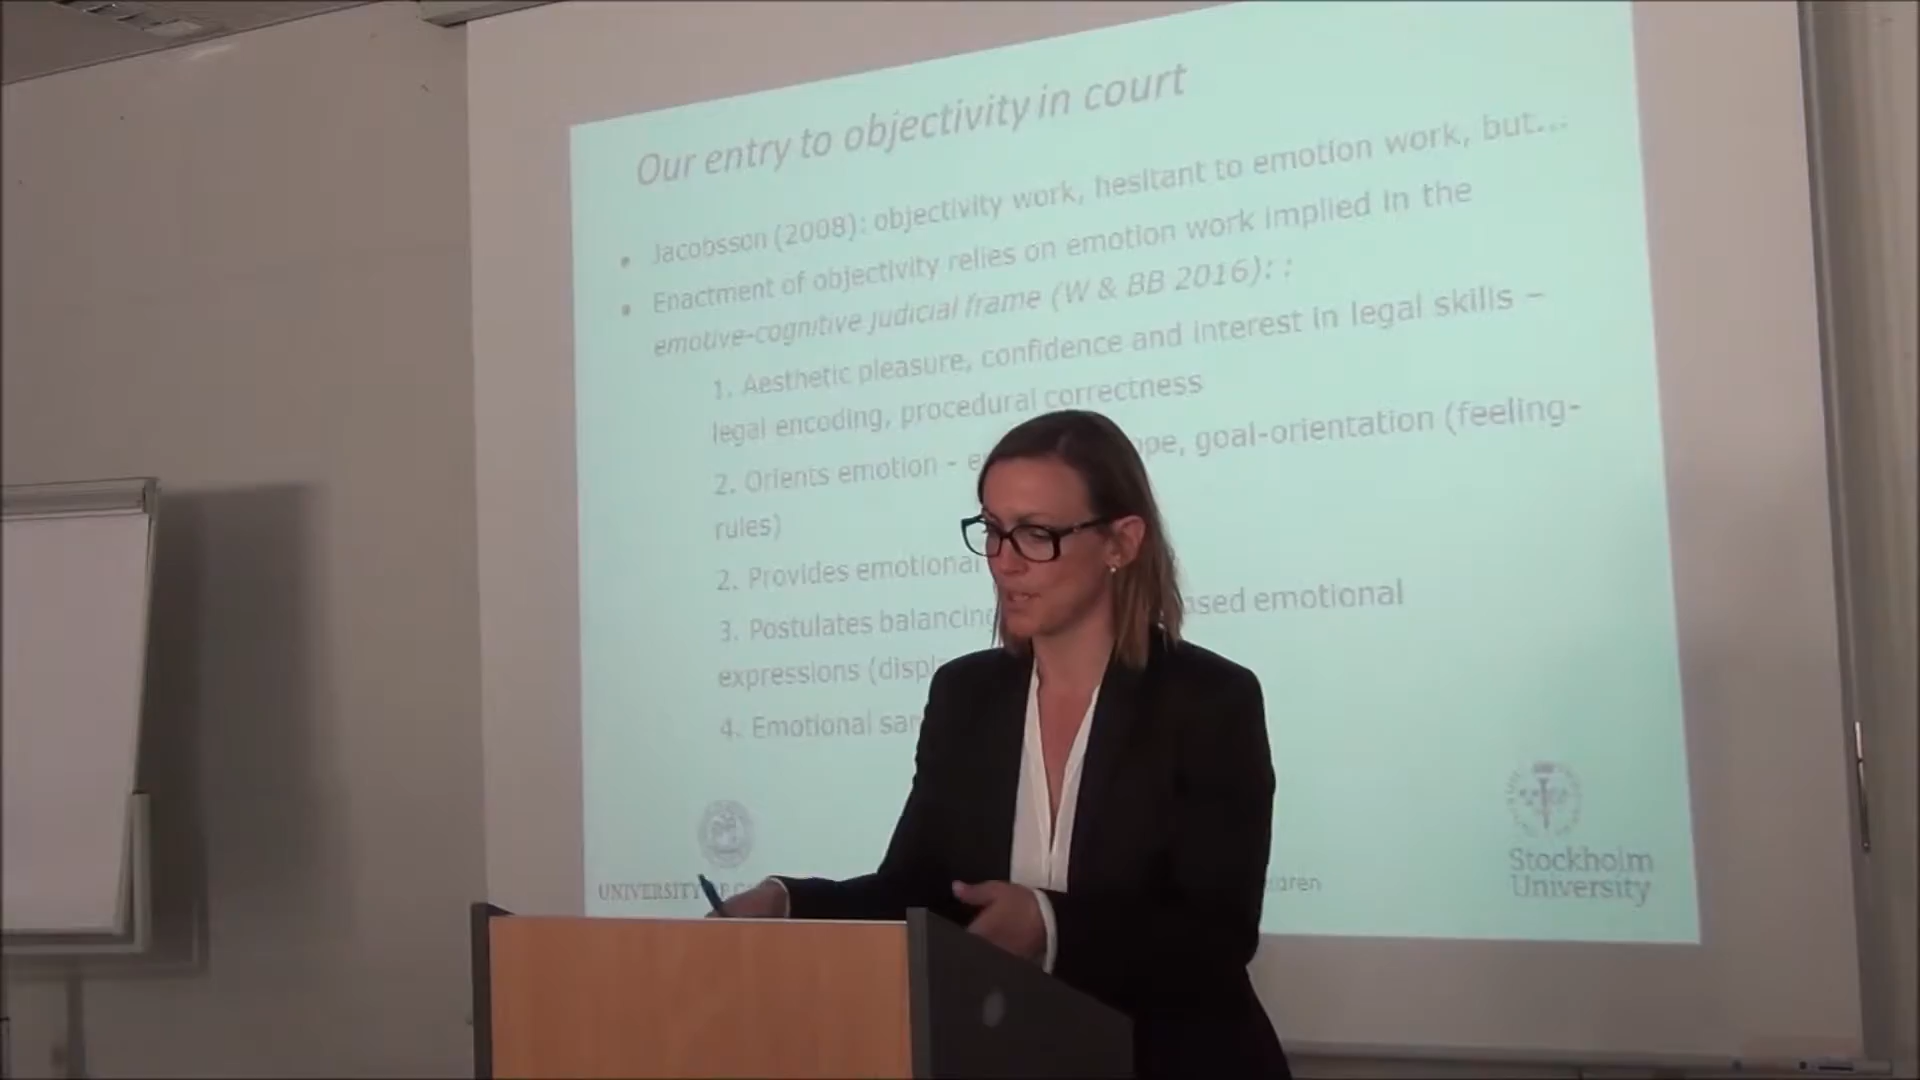 Our entry to objectivity in court
• Jacobsson (2008): objectivity work, hesitant to emotion work, but...
• Enactment of objectivity relies on emotion work implied in the
emotive-cognitive judicial frame (W & BB 2016): :
1. Aesthetic pleasure, confidence and interest in legal skills –
legal encoding, procedural correctness
2. Orients emotion - goal-orientation (feeling-
rules)
2. Provides emotional
3. Postulates balancing emotional
expressions
4. Emotional
UNIVERSITY
Stockholm
University